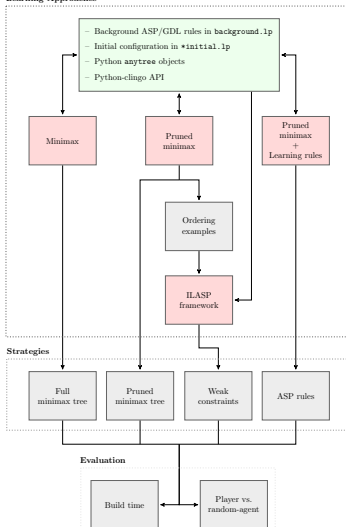 – Background ASP/GDL rules in background.lp
– Initial configuration in *initial.lp
– Python anytree objects
– Python-clingo API
Minimax
Pruned
minimax
Pruned
minimax
+
Learning rules
Ordering
examples
ILASP
framework
Strategies
Full
minimax tree
Pruned
minimax tree
Weak
constraints
ASP rules
Evaluation
Build time
Player vs.
random-agent